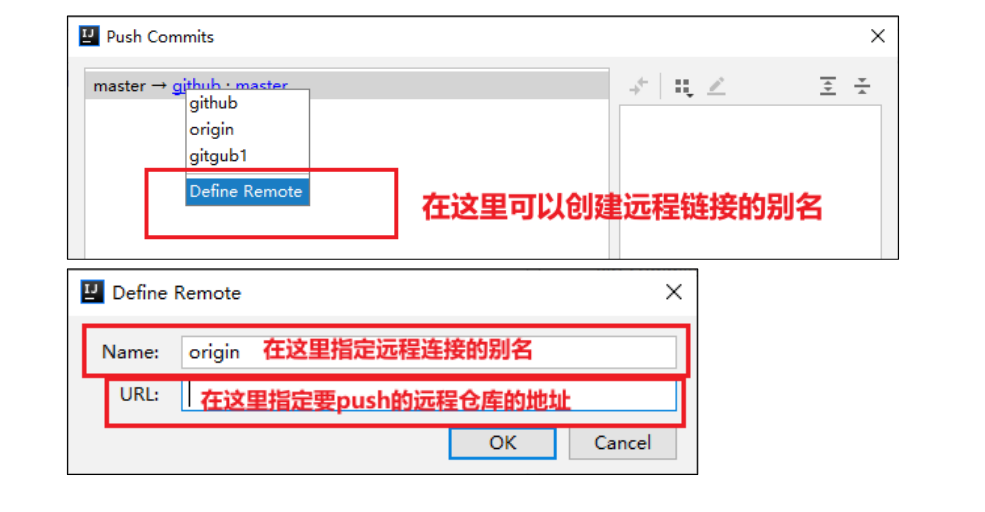 Push Commits
master → github : master
github
origin
gitgub1
Define Remote
在这里可以创建远程链接的别名
Define Remote
Name: origin 在这里指定远程连接的别名
URL: 在这里指定要push的远程仓库的地址
OK Cancel